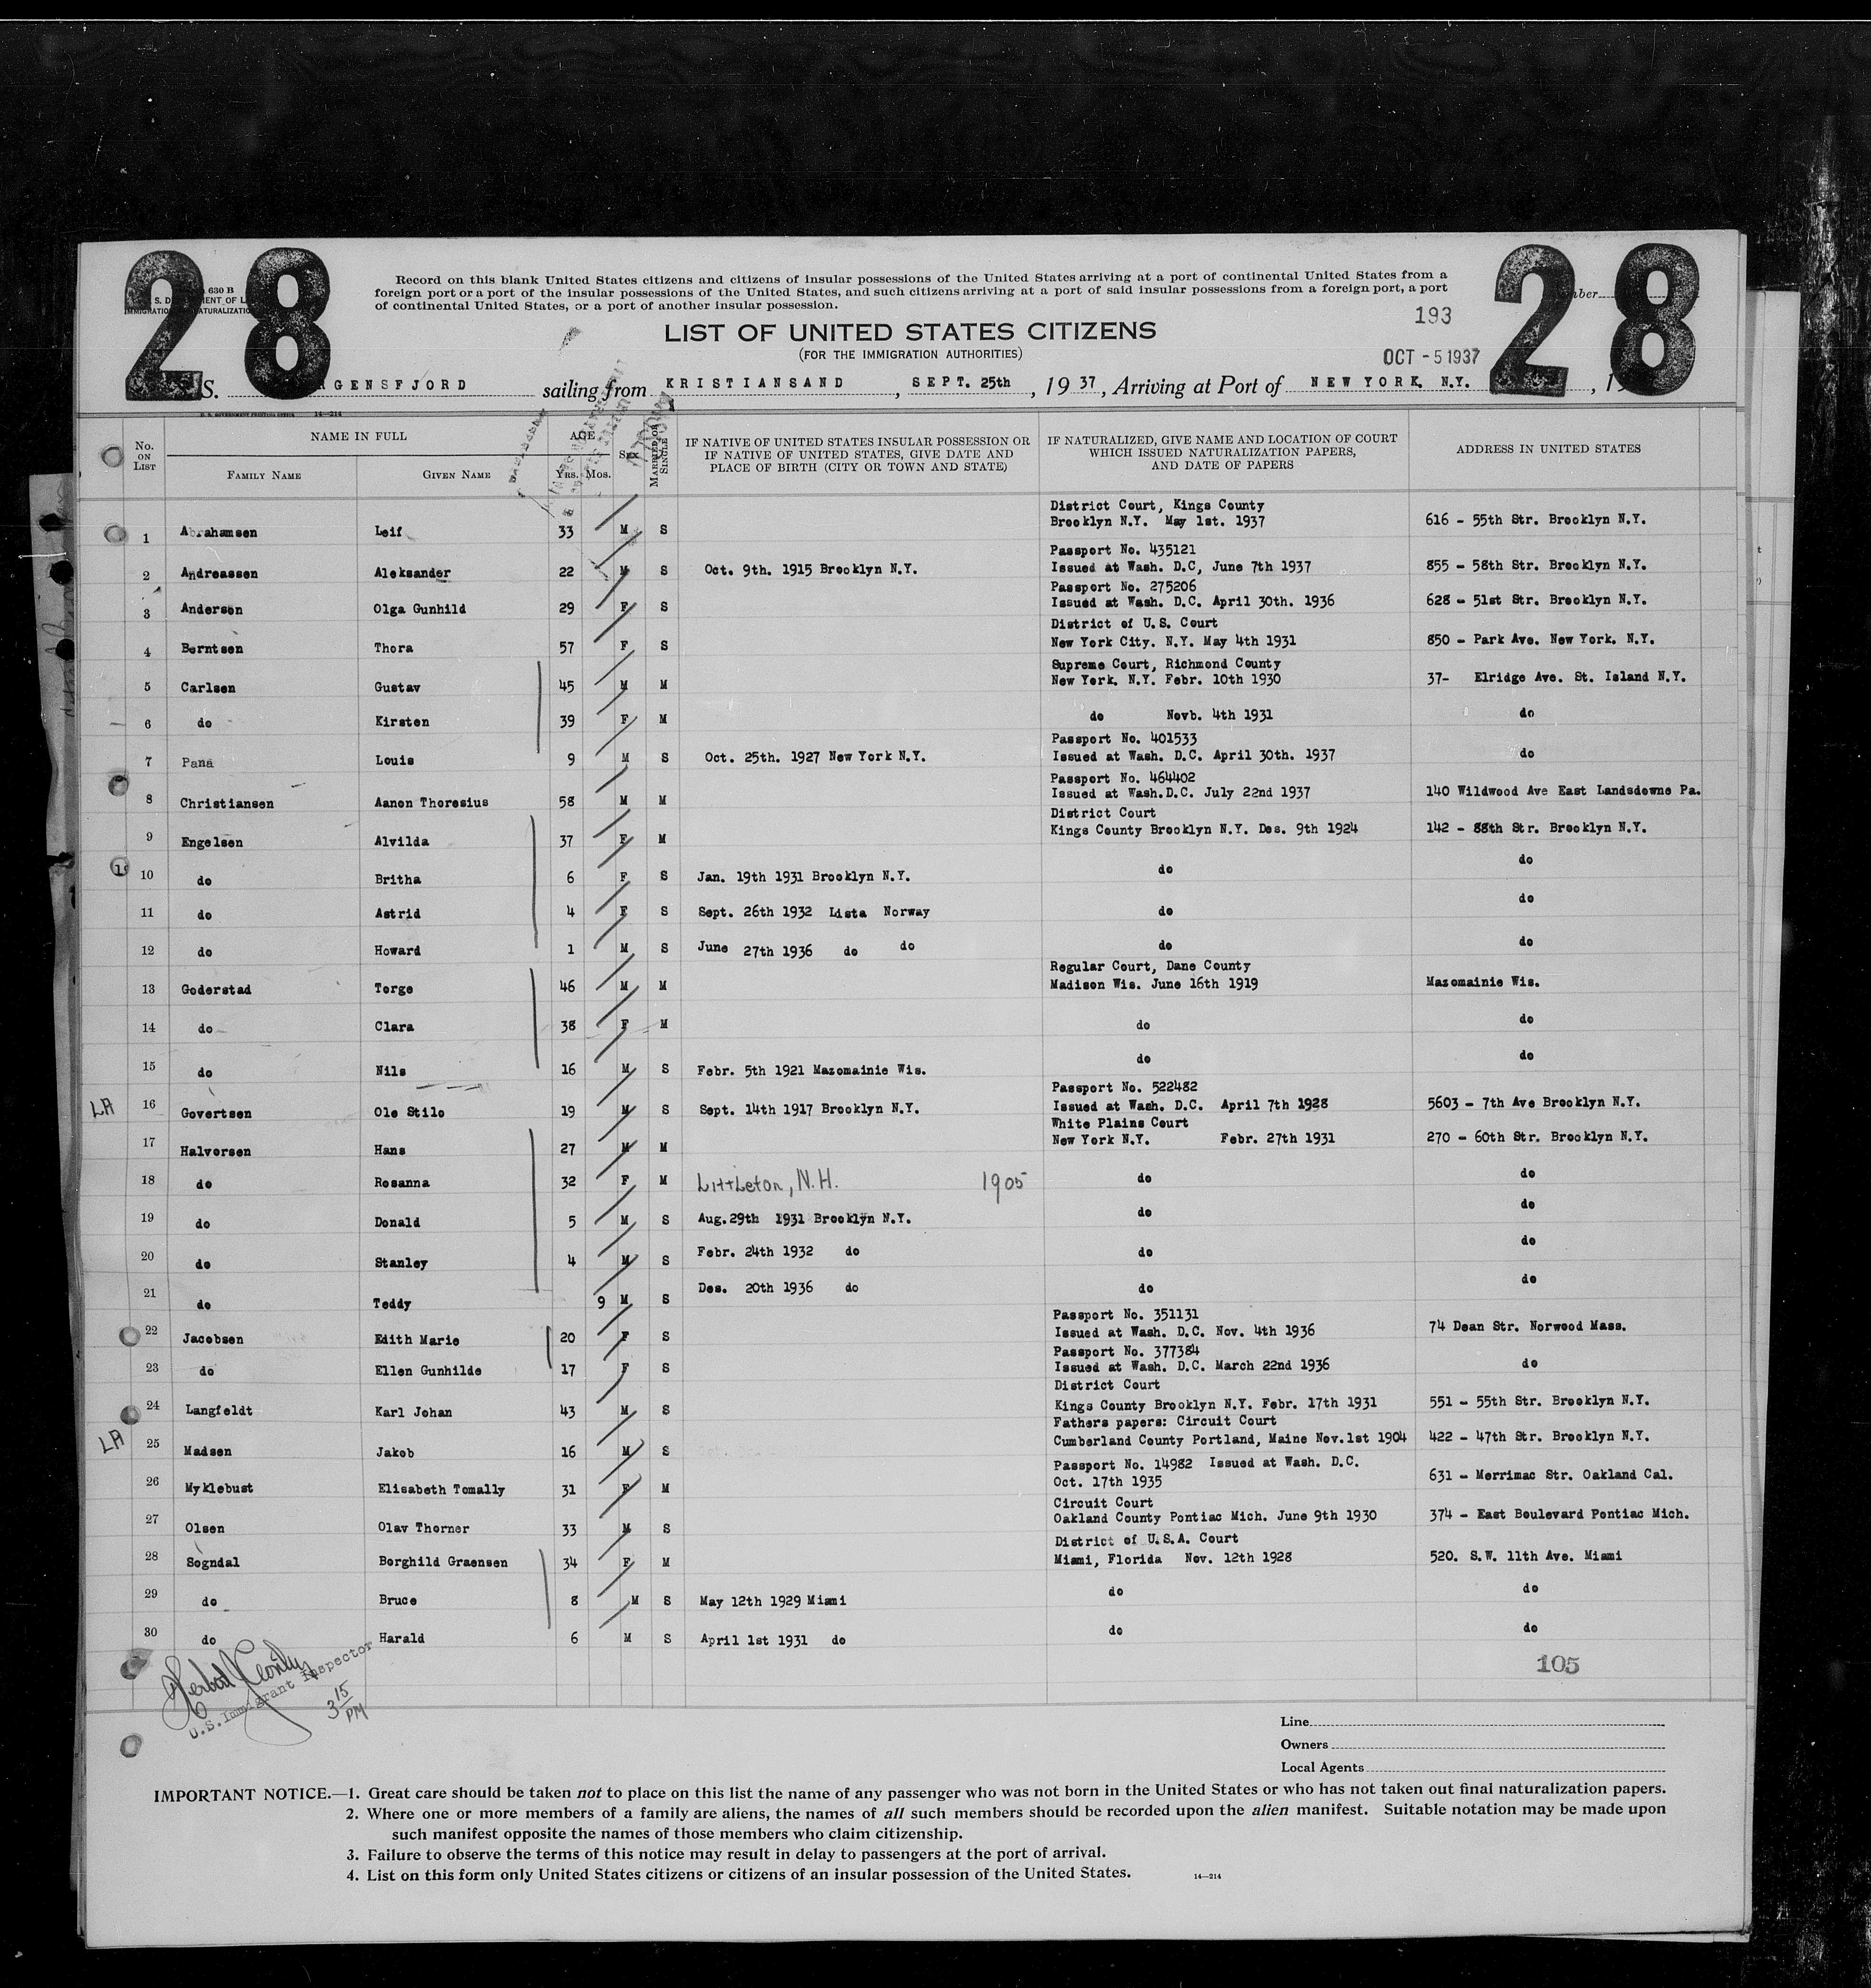 28 28
630 B
Record on this blank United States citizens and citizens of insular possessions of the United States arriving at a port of continental United States from a
foreign port or a port of the insular possessions of the United States, and such citizens arriving at a port of said insular possessions from a foreign port, a port
of continental United States, or a port of another insular possession.
193
LIST OF UNITED STATES CITIZENS
(FOR THE IMMIGRATION AUTHORITIES)
OCT - 5 1937
S. RGENSFJORD sailing from KRISTIANSAND, SEPT. 25th, 19 37, Arriving at Port of NEW YORK. N.Y.
U. S. GOVERNMENT PRINTING OFFICE 14—214
No. ON LIST
NAME IN FULL
FAMILY NAME GIVEN NAME
AGE
YRS. MOS.
SEX
MARRIED OR SINGLE
IF NATIVE OF UNITED STATES INSULAR POSSESSION OR
IF NATIVE OF UNITED STATES, GIVE DATE AND
PLACE OF BIRTH (CITY OR TOWN AND STATE)
IF NATURALIZED, GIVE NAME AND LOCATION OF COURT
WHICH ISSUED NATURALIZATION PAPERS,
AND DATE OF PAPERS
ADDRESS IN UNITED STATES
District Court, Kings County
1 Abrahamsen Leif 33 M S Brooklyn N.Y. May 1st. 1937 616 - 55th Str. Brooklyn N.Y.
Passport No. 435121
2 Andreassen Aleksander 22 M S Oct. 9th. 1915 Brooklyn N.Y. Issued at Wash. D.C, June 7th 1937 855 - 58th Str. Brooklyn N.Y.
Passport No. 275206
3 Anderson Olga Gunhild 29 F S Issued at Wash. D.C. April 30th. 1936 628 - 51st Str. Brooklyn N.Y.
District of U.S. Court
4 Berntsen Thora 57 F S New York City. N.Y. May 4th 1931 850 - Park Ave. New York. N.Y.
Supreme Court, Richmond County
5 Carlsen Gustav 45 M M New York. N.Y. Febr. 10th 1930 37- Elridge Ave. St. Island N.Y.
6 do Kirsten 39 F M do Novb. 4th 1931 do
Passport No. 401533
7 Pana Louis 9 M S Oct. 25th. 1927 New York N.Y. Issued at Wash. D.C. April 30th. 1937 do
Passport No. 464402
8 Christiansen Aanon Thoresius 58 M M Issued at Wash.D.C. July 22nd 1937 140 Wildwood Ave East Landsdowne Pa.
District Court
9 Engelsen Alvilda 37 F M Kings County Brooklyn N.Y. Des. 9th 1924 142 - 88th Str. Brooklyn N.Y.
10 do Britha 6 F S Jan. 19th 1931 Brooklyn N.Y. do do
11 do Astrid 4 F S Sept. 26th 1932 Lista Norway do do
12 do Howard 1 M S June 27th 1936 do do do do
Regular Court, Dane County
13 Goderstad Terge 46 M M Madison Wis. June 16th 1919 Mazomainie Wis.
14 do Clara 38 F M do do
15 do Nils 16 M S Febr. 5th 1921 Mazomainie Wis. do do
Passport No. 522482
LA 16 Govertsen Ole Stilo 19 M S Sept. 14th 1917 Brooklyn N.Y. Issued at Wash. D.C. April 7th 1928 5603 - 7th Ave Brooklyn N.Y.
White Plains Court
17 Halversen Hans 27 M M New York N.Y. Febr. 27th 1931 270 - 60th Str. Brooklyn N.Y.
18 do Rosanna 32 F M Littleton, N.H. 1905 do do
19 do Donald 5 M S Aug.29th 1931 Brooklyn N.Y. do do
20 do Stanley 4 M S Febr. 24th 1932 do do do
21 do Teddy 9 M S Des. 20th 1936 do do do
Passport No. 351131
22 Jacobsen Edith Marie 20 F S Issued at Wash. D.C. Nov. 4th 1936 74 Dean Str. Norwood Mass.
Passport No. 377384
23 do Ellen Gunhilde 17 F S Issued at Wash. D.C. March 22nd 1936 do
District Court
24 Langfeldt Karl Johan 43 M S Kings County Brooklyn N.Y. Febr. 17th 1931 551 - 55th Str. Brooklyn N.Y.
Fathers papers: Circuit Court
LA 25 Madsen Jakob 16 M S Cumberland County Portland, Maine Nov.1st 1904 422 - 47th Str. Brooklyn N.Y.
Passport No. 14982 Issued at Wash. D.C.
26 Myklebust Elisabeth Tomally 31 F M Oct. 17th 1935 631 - Merrimac Str. Oakland Cal.
Circuit Court
27 Olsen Olav Thorner 33 M S Oakland County Pontiac Mich. June 9th 1930 374 - East Boulevard Pontiac Mich.
District of U.S.A. Court
28 Sogndal Borghild Graensen 34 F M Miami, Florida Nov. 12th 1928 520. S.W. 11th Ave. Miami
29 do Bruce 8 M S May 12th 1929 Miami do do
30 do Harald 6 M S April 1st 1931 do do do
105
U.S. Immigrant Inspector
3 15 PM
Line
Owners
Local Agents
IMPORTANT NOTICE.—1. Great care should be taken not to place on this list the name of any passenger who was not born in the United States or who has not taken out final naturalization papers.
2. Where one or more members of a family are aliens, the names of all such members should be recorded upon the alien manifest. Suitable notation may be made upon
such manifest opposite the names of those members who claim citizenship.
3. Failure to observe the terms of this notice may result in delay to passengers at the port of arrival.
4. List on this form only United States citizens or citizens of an insular possession of the United States. 14—214